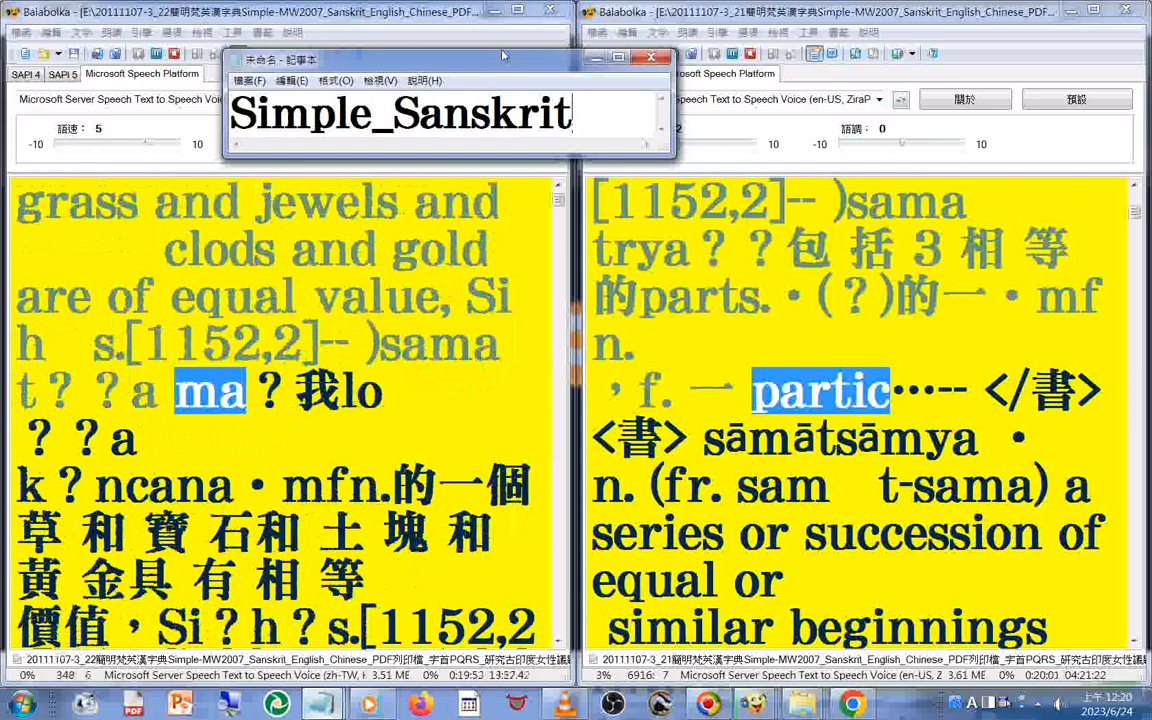 Balabolka - [E:\20111107-3_22簡明梵英漢字典Simple-MW2007_Sanskrit_English_Chinese_PDF...
Balabolka - [E:\20111107-3_21簡明梵英漢字典Simple-MW2007_Sanskrit_English_Chinese_PDF...
未命名 - 記事本
檔案(F) 編輯(E) 格式(O) 檢視(V) 說明(H)
Simple_Sanskrit
SAPI 4 SAPI 5 Microsoft Speech Platform
Microsoft Server Speech Text to Speech Voi
語速： 5
-10 10
Speech Platform
Speech Text to Speech Voice (en-US, ZiraP
關於 預設
2
語調： 0
10 -10 10
grass and jewels and
clods and gold
are of equal value, Si
h s.[1152,2]-- )sama
t？？a ma？我lo
？？a
k？ncana・mfn.的一個
草 和 寶 石和 土 塊 和
黃 金具 有 相 等
價值，Si？h？s.[1152,2
[1152,2]-- )sama
trya？？包 括 3 相 等
的parts.・(？)的一・mf
n.
，f. 一 partic…-- </書>
<書> sāmātsāmya ・
n. (fr. sam t-sama) a
series or succession of
equal or
similar beginnings
20111107-3_22簡明梵英漢字典Simple-MW2007_Sanskrit_English_Chinese_PDF列印檔_字首PQRS_研究古印度女性議
0% 348 6 Microsoft Server Speech Text to Speech Voice (zh-TW, H 3.51 ME 0% 0:19:53 13:37:42
20111107-3_21簡明梵英漢字典Simple-MW2007_Sanskrit_English_Chinese_PDF列印檔_字首PQRS_研究古印度女性議
3% 6916: 7 Microsoft Server Speech Text to Speech Voice (en-US, Z 3.61 ME 0% 0:20:01 04:21:22
上午 12:20
2023/6/24